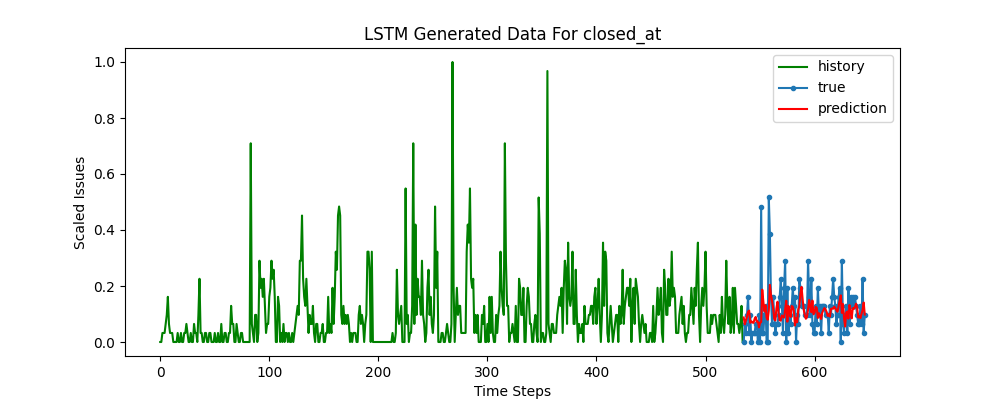 LSTM Generated Data For closed_at
history
true
prediction
Scaled Issues
1.0
0.8
0.6
0.4
0.2
0.0
0 100 200 300 400 500 600
Time Steps